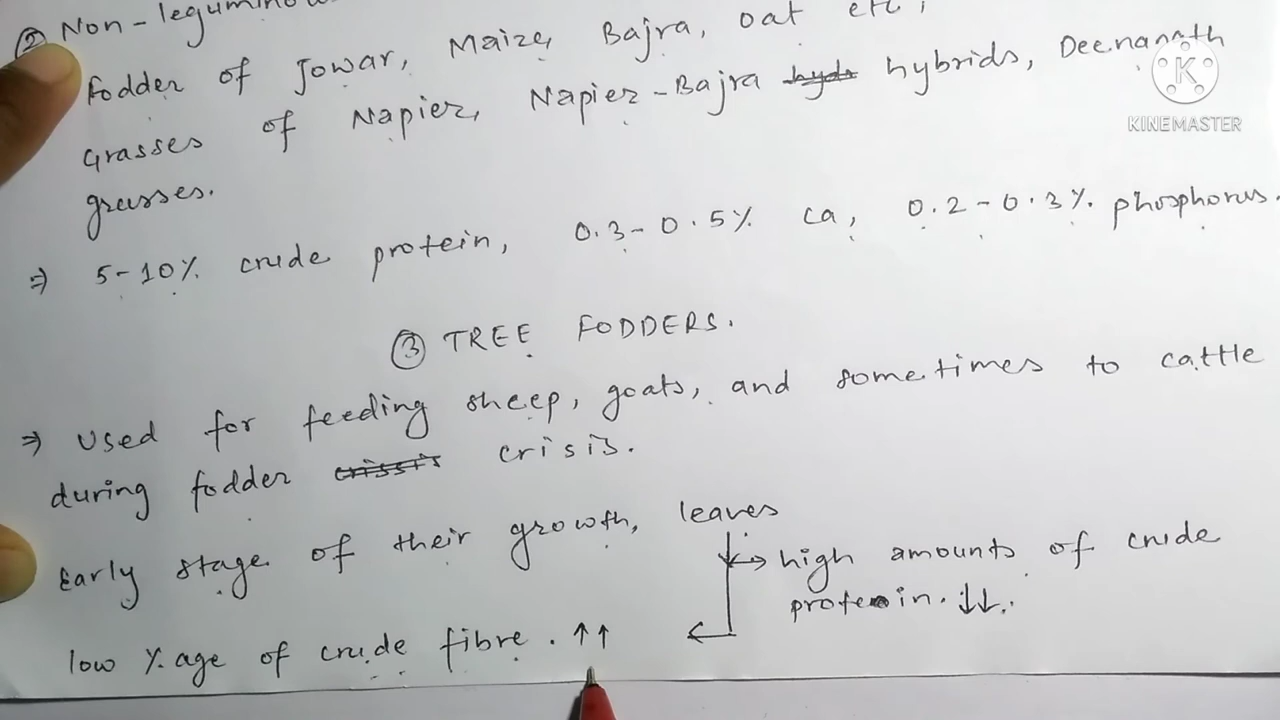 ② Non-legumino
fodder of Jowar, Maize, Bajra, oat etc,
Grasses of Napier, Napier-Bajra hybrids, Deenanath
grasses.
⇒ 5-10% crude protein, 0.3-0.5% ca, 0.2-0.3% phosphorus.
③ TREE FODDERS.
⇒ Used for feeding sheep, goats, and sometimes to cattle
during fodder crissis crisis.
Early stage of their growth, leaves
→ high amounts of crude
protein. ↓↓.
low %age of crude fibre. ↑↑ ←
K
KINEMASTER